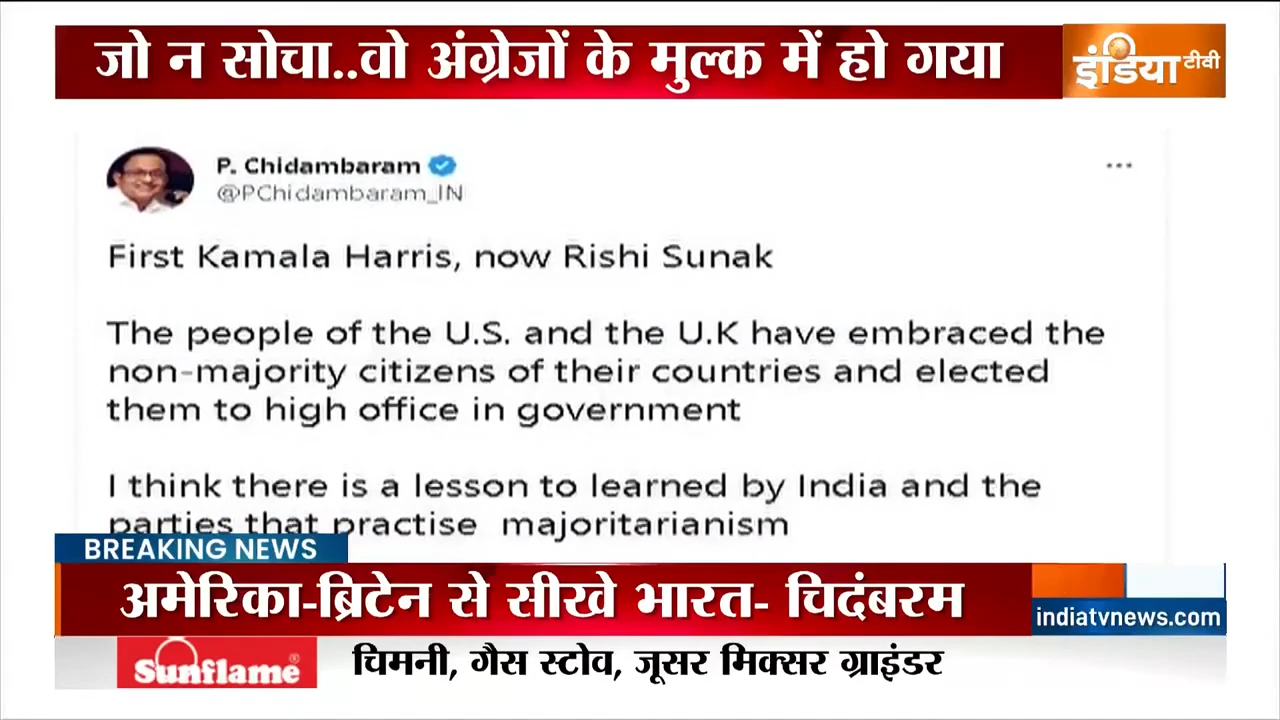 जो न सोचा..वो अंग्रेजों के मुल्क में हो गया
इंडिया टीवी
P. Chidambaram
@PChidambaram_IN
First Kamala Harris, now Rishi Sunak
The people of the U.S. and the U.K have embraced the
non-majority citizens of their countries and elected
them to high office in government
I think there is a lesson to learned by India and the
parties that practise majoritarianism
BREAKING NEWS
अमेरिका-ब्रिटेन से सीखे भारत- चिदंबरम
indiatvnews.com
Sunflame®
चिमनी, गैस स्टोव, जूसर मिक्सर ग्राइंडर